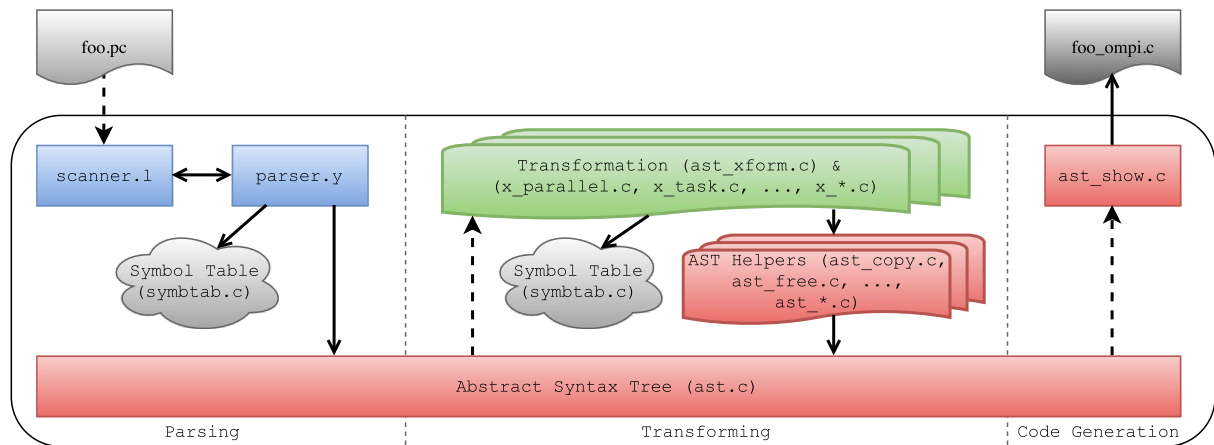 foo.pc
foo_ompi.c
scanner.l
parser.y
Transformation (ast_xform.c) &
(x_parallel.c, x_task.c, ..., x_*.c)
ast_show.c
Symbol Table
(symbtab.c)
Symbol Table
(symbtab.c)
AST Helpers (ast_copy.c,
ast_free.c, ...,
ast_*.c)
Abstract Syntax Tree (ast.c)
Parsing
Transforming
Code Generation